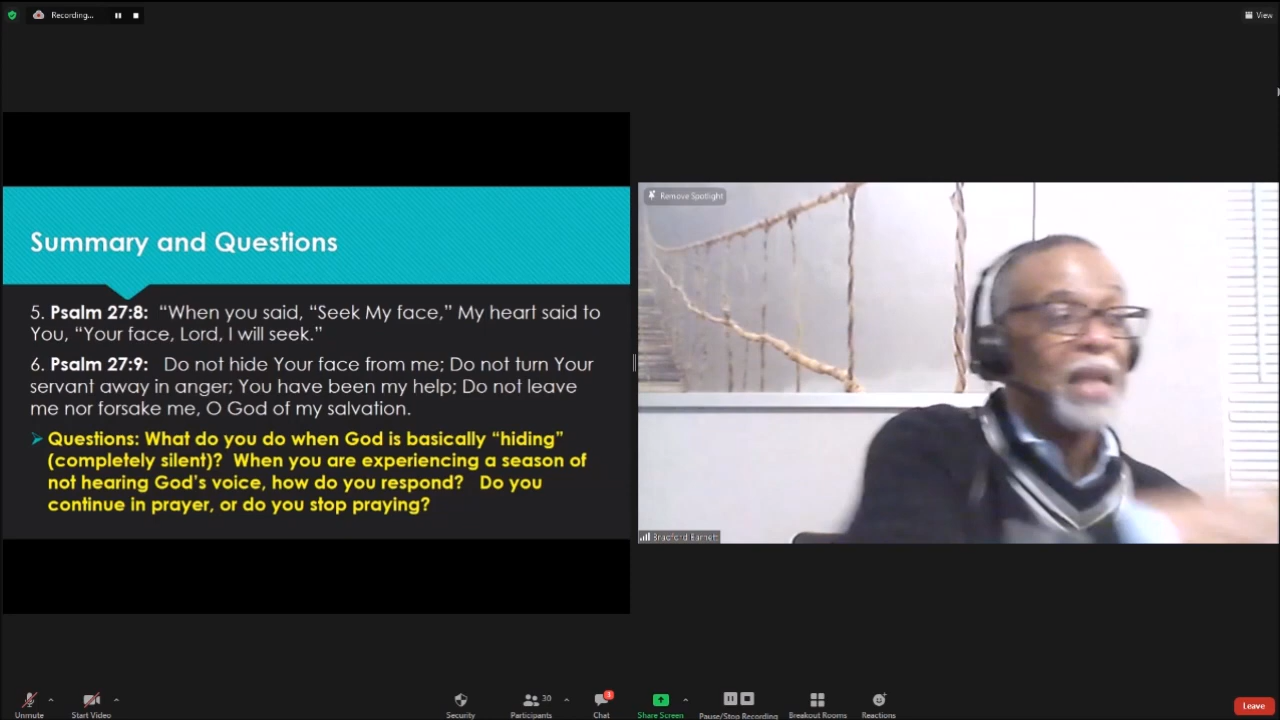 Recording...
View
Summary and Questions
5. Psalm 27:8: “When you said, “Seek My face,” My heart said to
You, “Your face, Lord, I will seek.”
6. Psalm 27:9: Do not hide Your face from me; Do not turn Your
servant away in anger; You have been my help; Do not leave
me nor forsake me, O God of my salvation.
Questions: What do you do when God is basically “hiding”
(completely silent)? When you are experiencing a season of
not hearing God’s voice, how do you respond? Do you
continue in prayer, or do you stop praying?
Remove Spotlight
Bradford Barnett
Unmute
Start Video
Security
30
Participants
3
Chat
Share Screen
Pause/Stop Recording
Breakout Rooms
Reactions
Leave